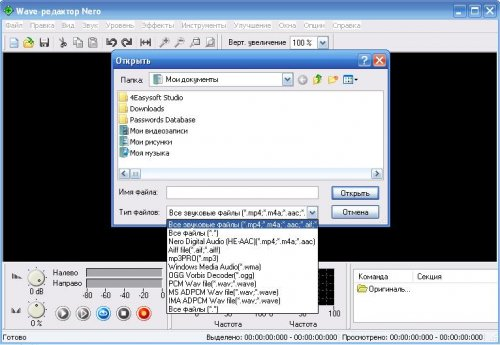 Wave-редактор Nero
Файл Правка Вид Звук Уровень Эффекты Инструменты Улучшение Окна Опции Справка
Верт. увеличение 100 %
Открыть
Папка: Мои документы
4Easysoft Studio
Downloads
Passwords Database
Мои видеозаписи
Мои рисунки
Моя музыка
Имя файла:
Открыть
Тип файлов: Все звуковые файлы (*.mp4;*.m4a;*.aac;*.
Отмена
Все звуковые файлы (*.mp4;*.m4a;*.aac;*.aif;*
Все файлы (*.*)
Nero Digital Audio (HE-AAC)(*.mp4;*.m4a;*.aac)
Aiff file(*.aif;*.aiff)
mp3PRO(*.mp3)
Windows Media Audio(*.wma)
OGG Vorbis Decoder(*.ogg)
PCM Wav file(*.wav;*.wave)
MS ADPCM Wav file(*.wav;*.wave)
IMA ADPCM Wav file(*.wav;*.wave)
Все файлы (*.*)
0 dB
Налево
Направо
-80 -60 -40 -20 0
0 %
Частота Частота
100
Команда Секция
Оригиналь...
Готово
Выделено: 00:00:00:000 - 00:00:00:000 Просмотрено: 00:00:00:000 - 00:00:00:000